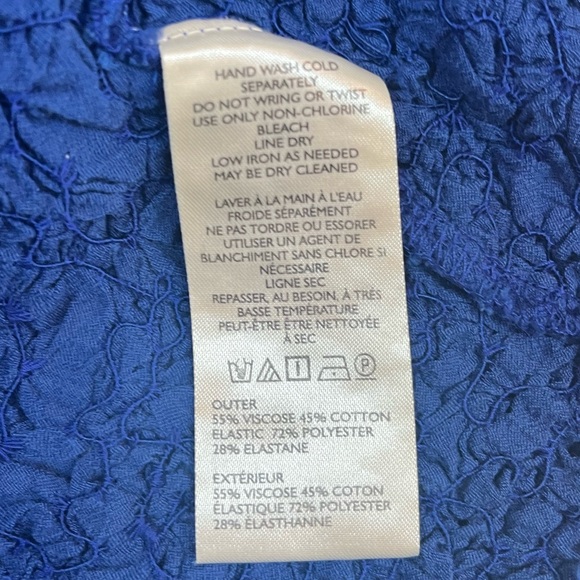 HAND WASH COLD
SEPARATELY
DO NOT WRING OR TWIST
USE ONLY NON-CHLORINE
BLEACH
LINE DRY
LOW IRON AS NEEDED
MAY BE DRY CLEANED
LAVER À LA MAIN À L'EAU
FROIDE SÉPARÉMENT
NE PAS TORDRE OU ESSORER
UTILISER UN AGENT DE
BLANCHIMENT SANS CHLORE SI
NÉCESSAIRE
LIGNE SEC
REPASSER, AU BESOIN, À TRÈS
BASSE TEMPÉRATURE
PEUT-ÊTRE ÊTRE NETTOYÉE
À SEC
P
OUTER
55% VISCOSE 45% COTTON
ELASTIC 72% POLYESTER
28% ELASTANE
EXTÉRIEUR
55% VISCOSE 45% COTON
ÉLASTIQUE 72% POLYESTER
28% ÉLASTHANNE